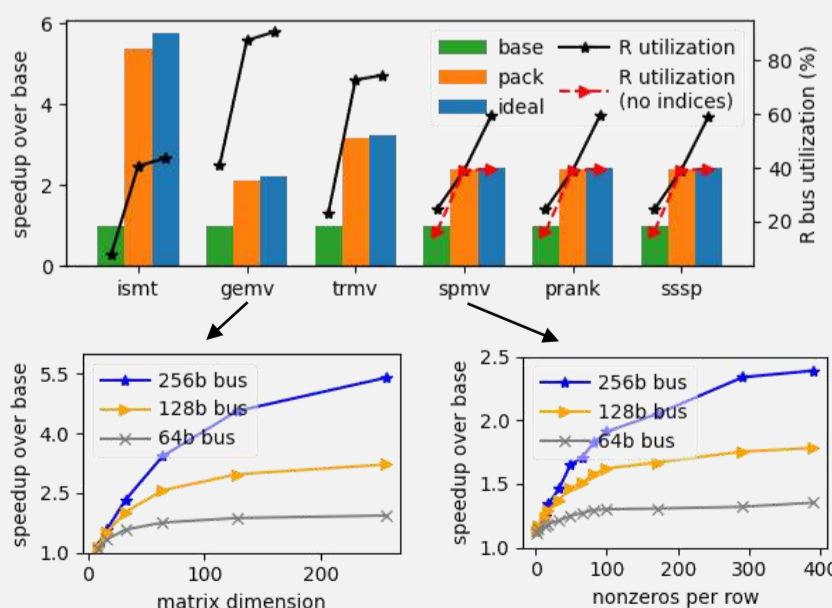 speedup over base
6
4
2
0
base
pack
ideal
R utilization
R utilization
(no indices)
R bus utilization (%)
80
60
40
20
ismt gemv trmv spmv prank sssp
speedup over base
5.5
4.0
2.5
1.0
256b bus
128b bus
64b bus
0 100 200
matrix dimension
speedup over base
2.5
2.0
1.5
1.0
256b bus
128b bus
64b bus
0 100 200 300
nonzeros per row